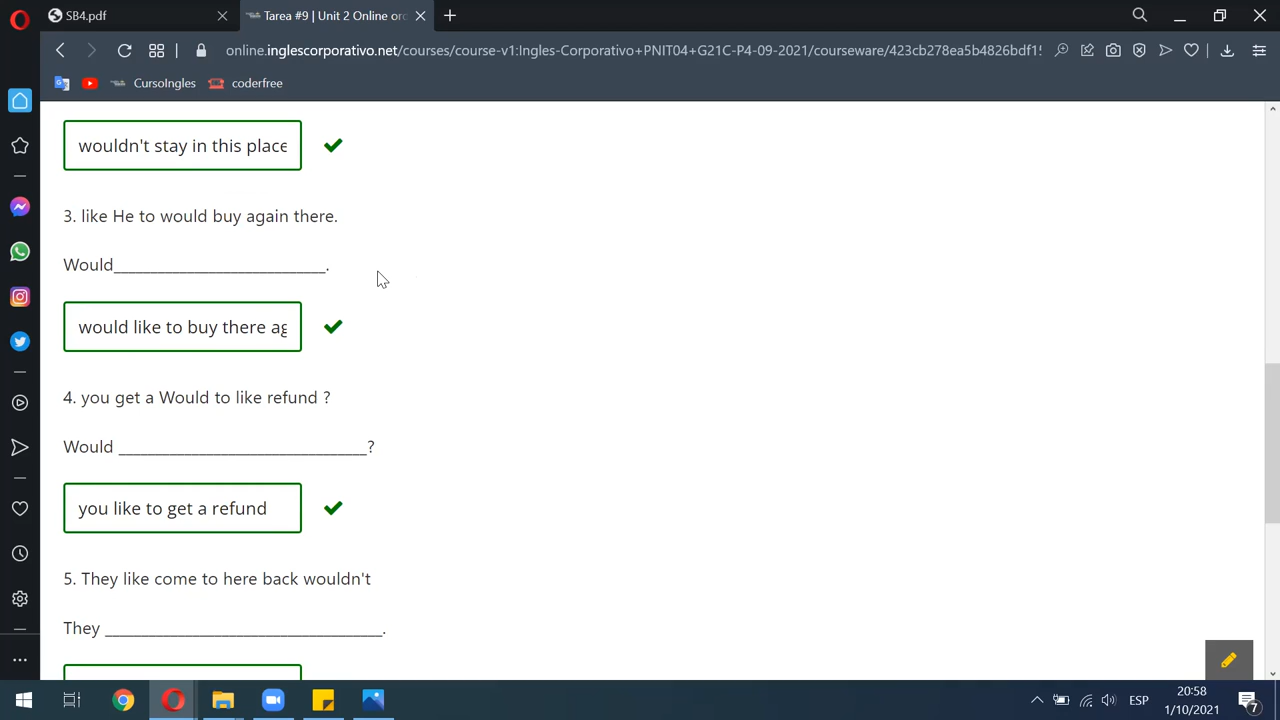 SB4.pdf
Tarea #9 | Unit 2 Online
online.inglescorporativo.net/courses/course-v1:Ingles-Corporativo+PNIT04+G21C-P4-09-2021/courseware/423cb278ea5b4826bdf1
CursoIngles
coderfree
wouldn't stay in this place
3. like He to would buy again there.
Would____________________________.
would like to buy there ag
4. you get a Would to like refund ?
Would _________________________________?
you like to get a refund
5. They like come to here back wouldn't
They _____________________________________.
ESP
20:58
1/10/2021
7